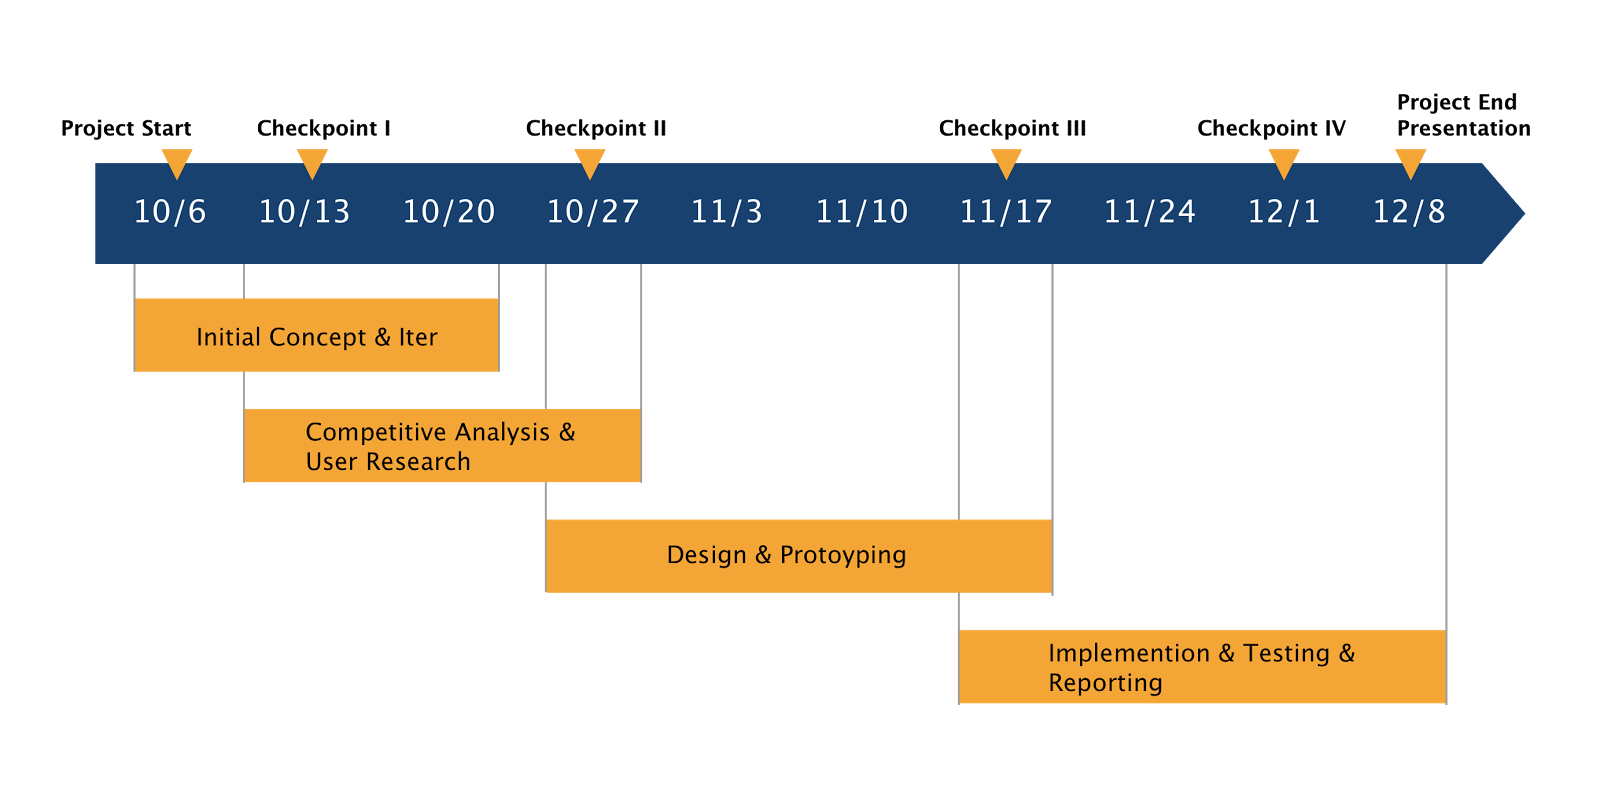 Project End
Project Start Checkpoint I Checkpoint II Checkpoint III Checkpoint IV Presentation
10/6 10/13 10/20 10/27 11/3 11/10 11/17 11/24 12/1 12/8
Initial Concept & Iter
Competitive Analysis &
User Research
Design & Protoyping
Implemention & Testing &
Reporting